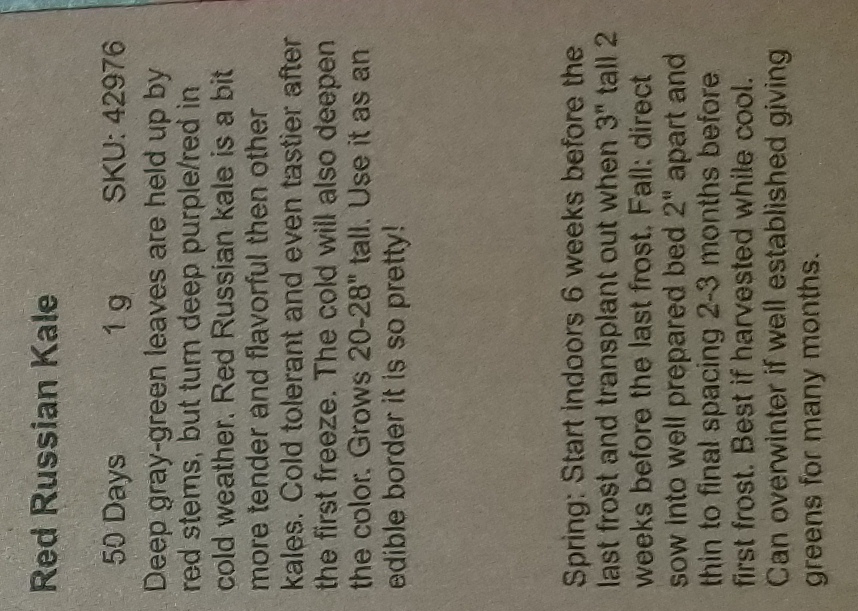 Red Russian Kale
50 Days 1 g SKU: 42976
Deep gray-green leaves are held up by
red stems, but turn deep purple/red in
cold weather. Red Russian kale is a bit
more tender and flavorful then other
kales. Cold tolerant and even tastier after
the first freeze. The cold will also deepen
the color. Grows 20-28" tall. Use it as an
edible border it is so pretty!
Spring: Start indoors 6 weeks before the
last frost and transplant out when 3" tall 2
weeks before the last frost. Fall: direct
sow into well prepared bed 2" apart and
thin to final spacing 2-3 months before
first frost. Best if harvested while cool.
Can overwinter if well established giving
greens for many months.